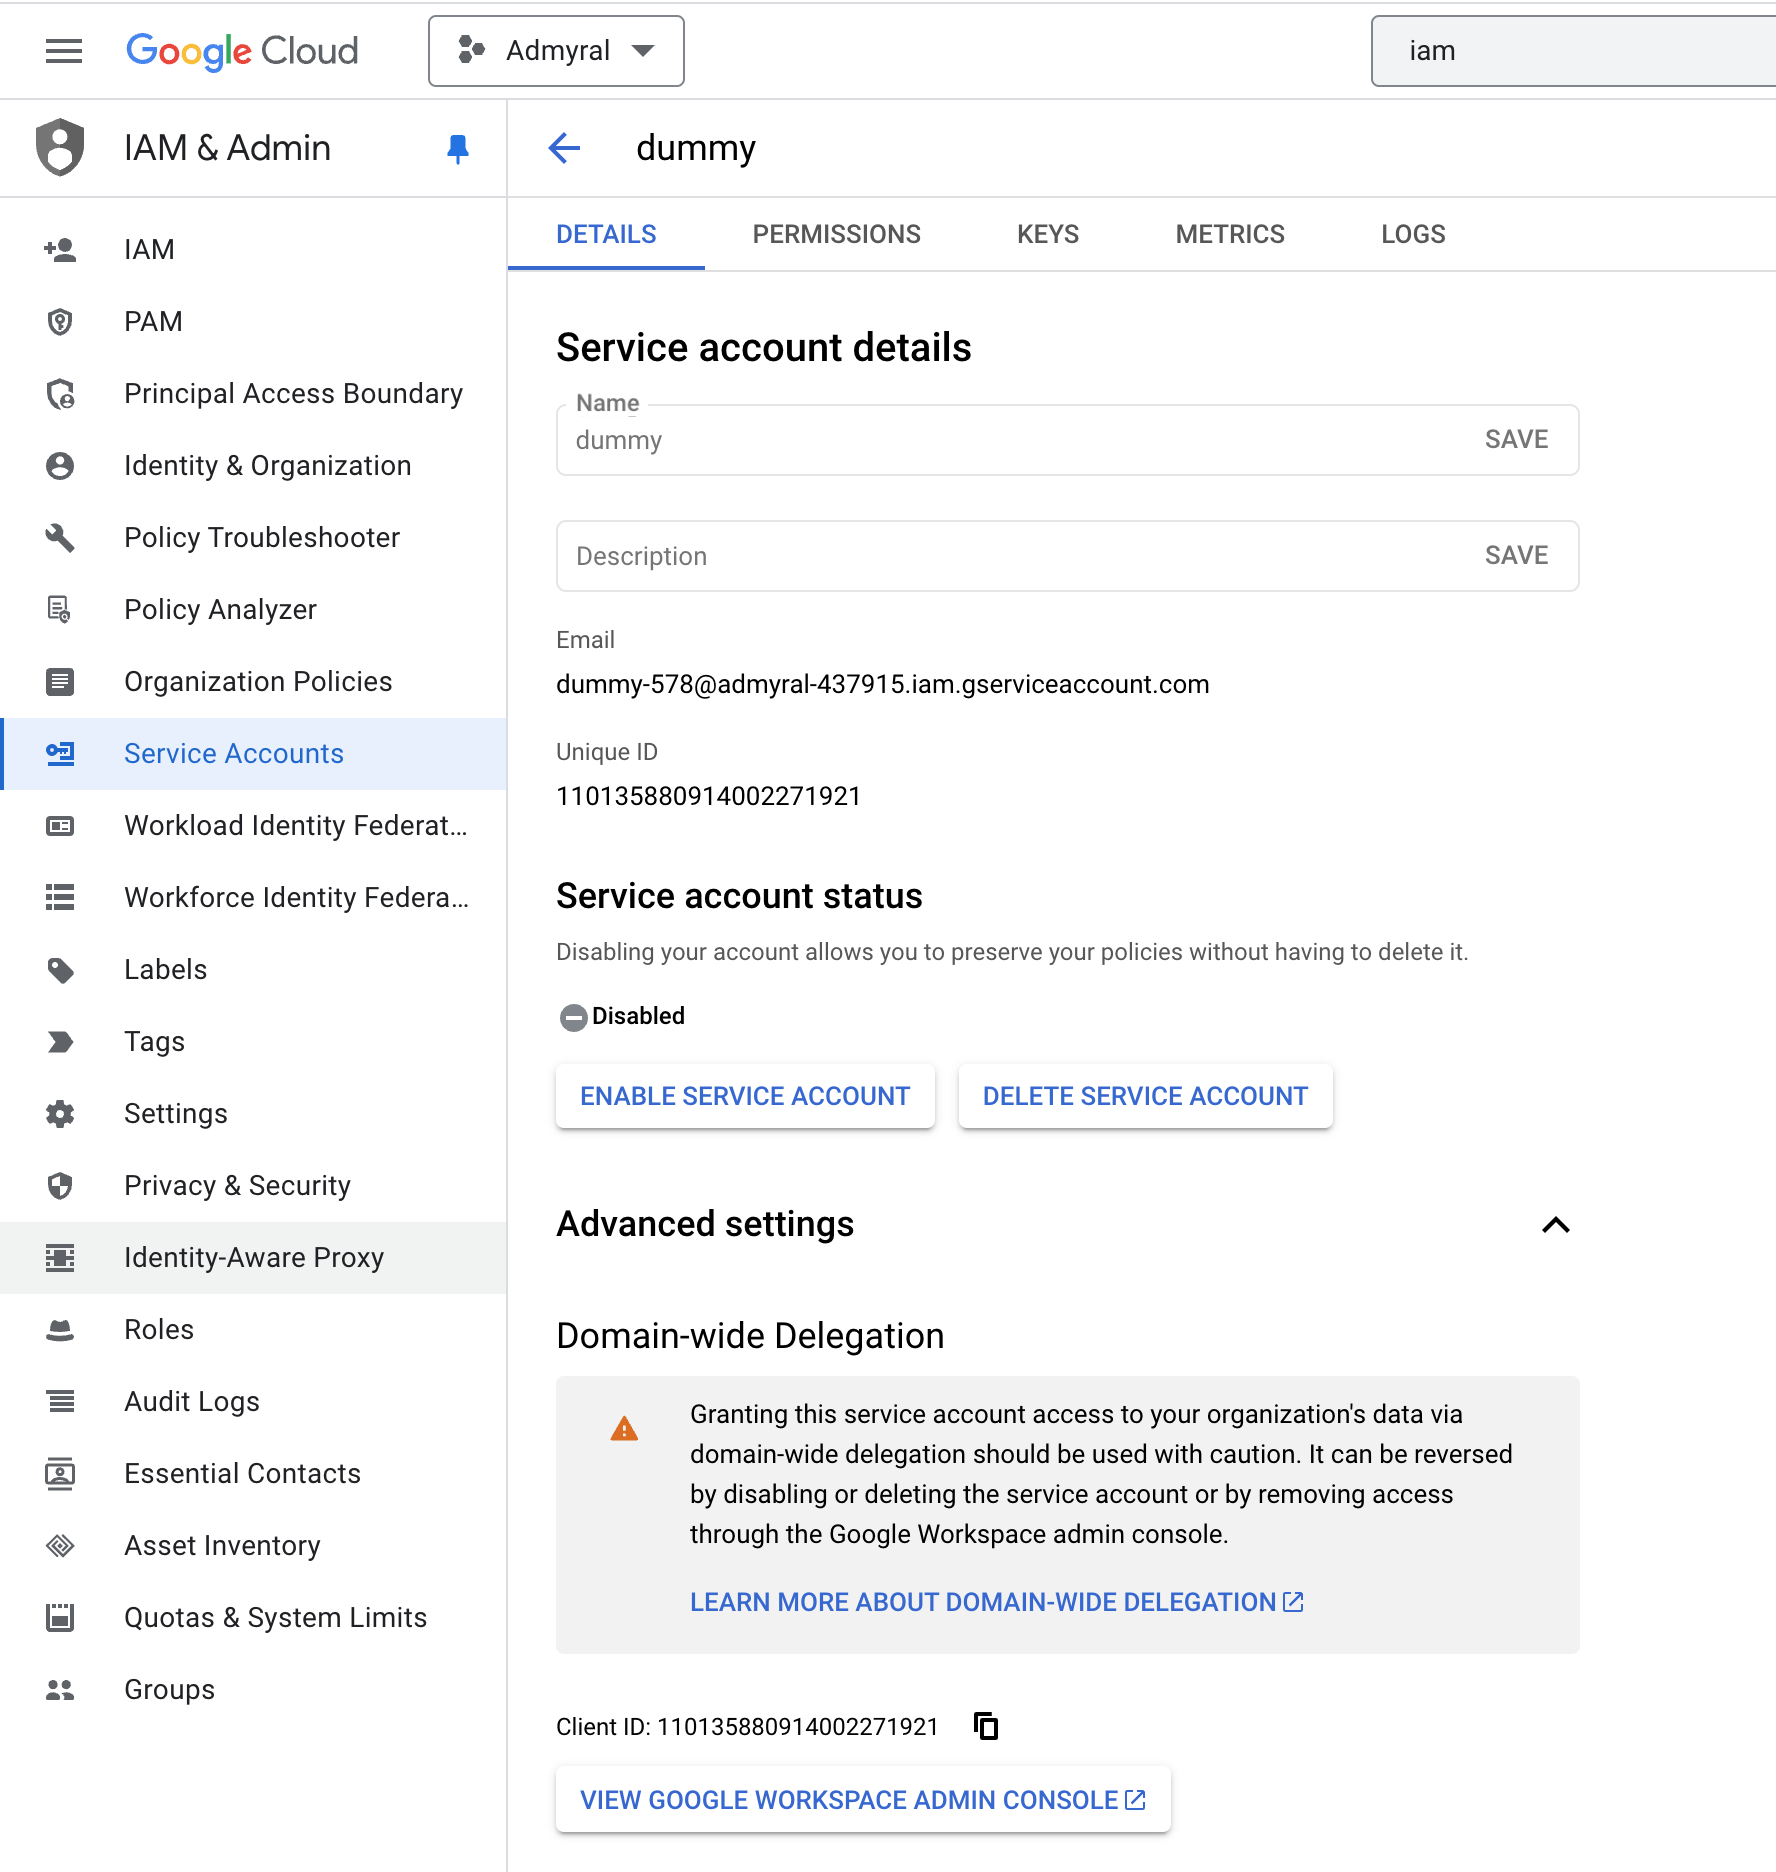 Google Cloud
Admyral
iam
IAM & Admin
dummy
IAM
PAM
Principal Access Boundary
Identity & Organization
Policy Troubleshooter
Policy Analyzer
Organization Policies
Service Accounts
Workload Identity Federat...
Workforce Identity Federa...
Labels
Tags
Settings
Privacy & Security
Identity-Aware Proxy
Roles
Audit Logs
Essential Contacts
Asset Inventory
Quotas & System Limits
Groups
DETAILS PERMISSIONS KEYS METRICS LOGS
Service account details
Name
dummy SAVE
Description SAVE
Email
dummy-578@admyral-437915.iam.gserviceaccount.com
Unique ID
110135880914002271921
Service account status
Disabling your account allows you to preserve your policies without having to delete it.
Disabled
ENABLE SERVICE ACCOUNT DELETE SERVICE ACCOUNT
Advanced settings
Domain-wide Delegation
Granting this service account access to your organization's data via
domain-wide delegation should be used with caution. It can be reversed
by disabling or deleting the service account or by removing access
through the Google Workspace admin console.
LEARN MORE ABOUT DOMAIN-WIDE DELEGATION
Client ID: 110135880914002271921
VIEW GOOGLE WORKSPACE ADMIN CONSOLE